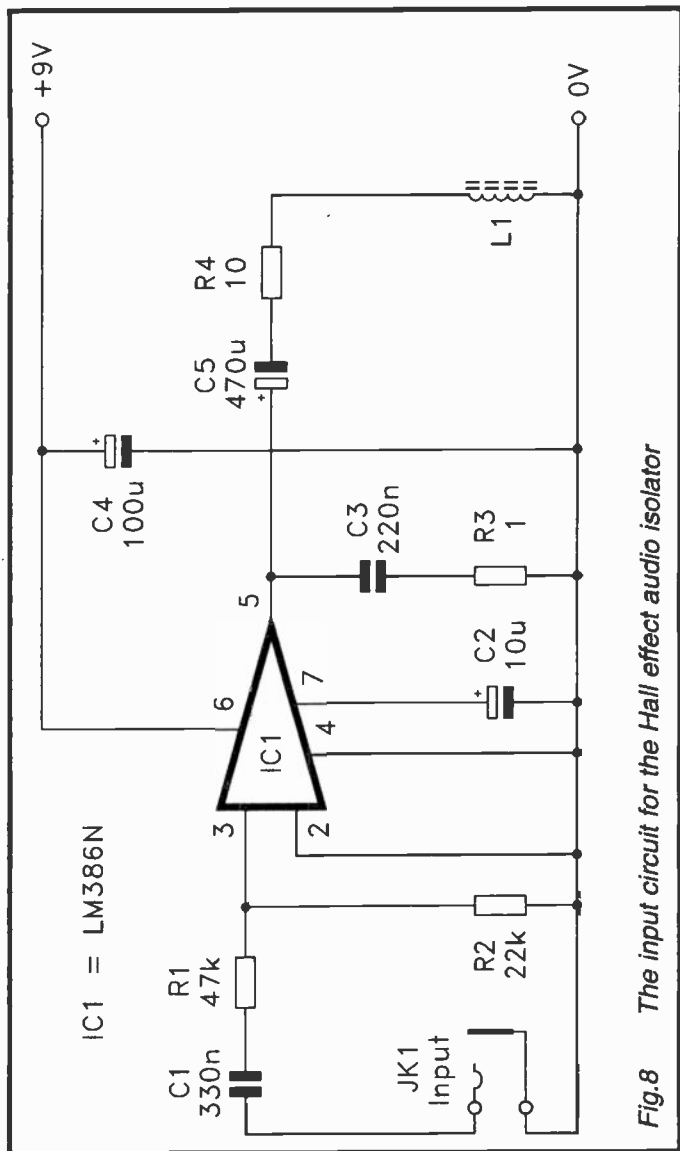 +9V
IC1 = LM386N
C4
100u
C5
470u
R4
10
6
5
IC1
3
2
7
4
C1
330n
R1
47k
C3
220n
L1
JK1
Input
R2
22k
C2
10u
R3
1
0V
+
+
+
Fig.8 The input circuit for the Hall effect audio isolator